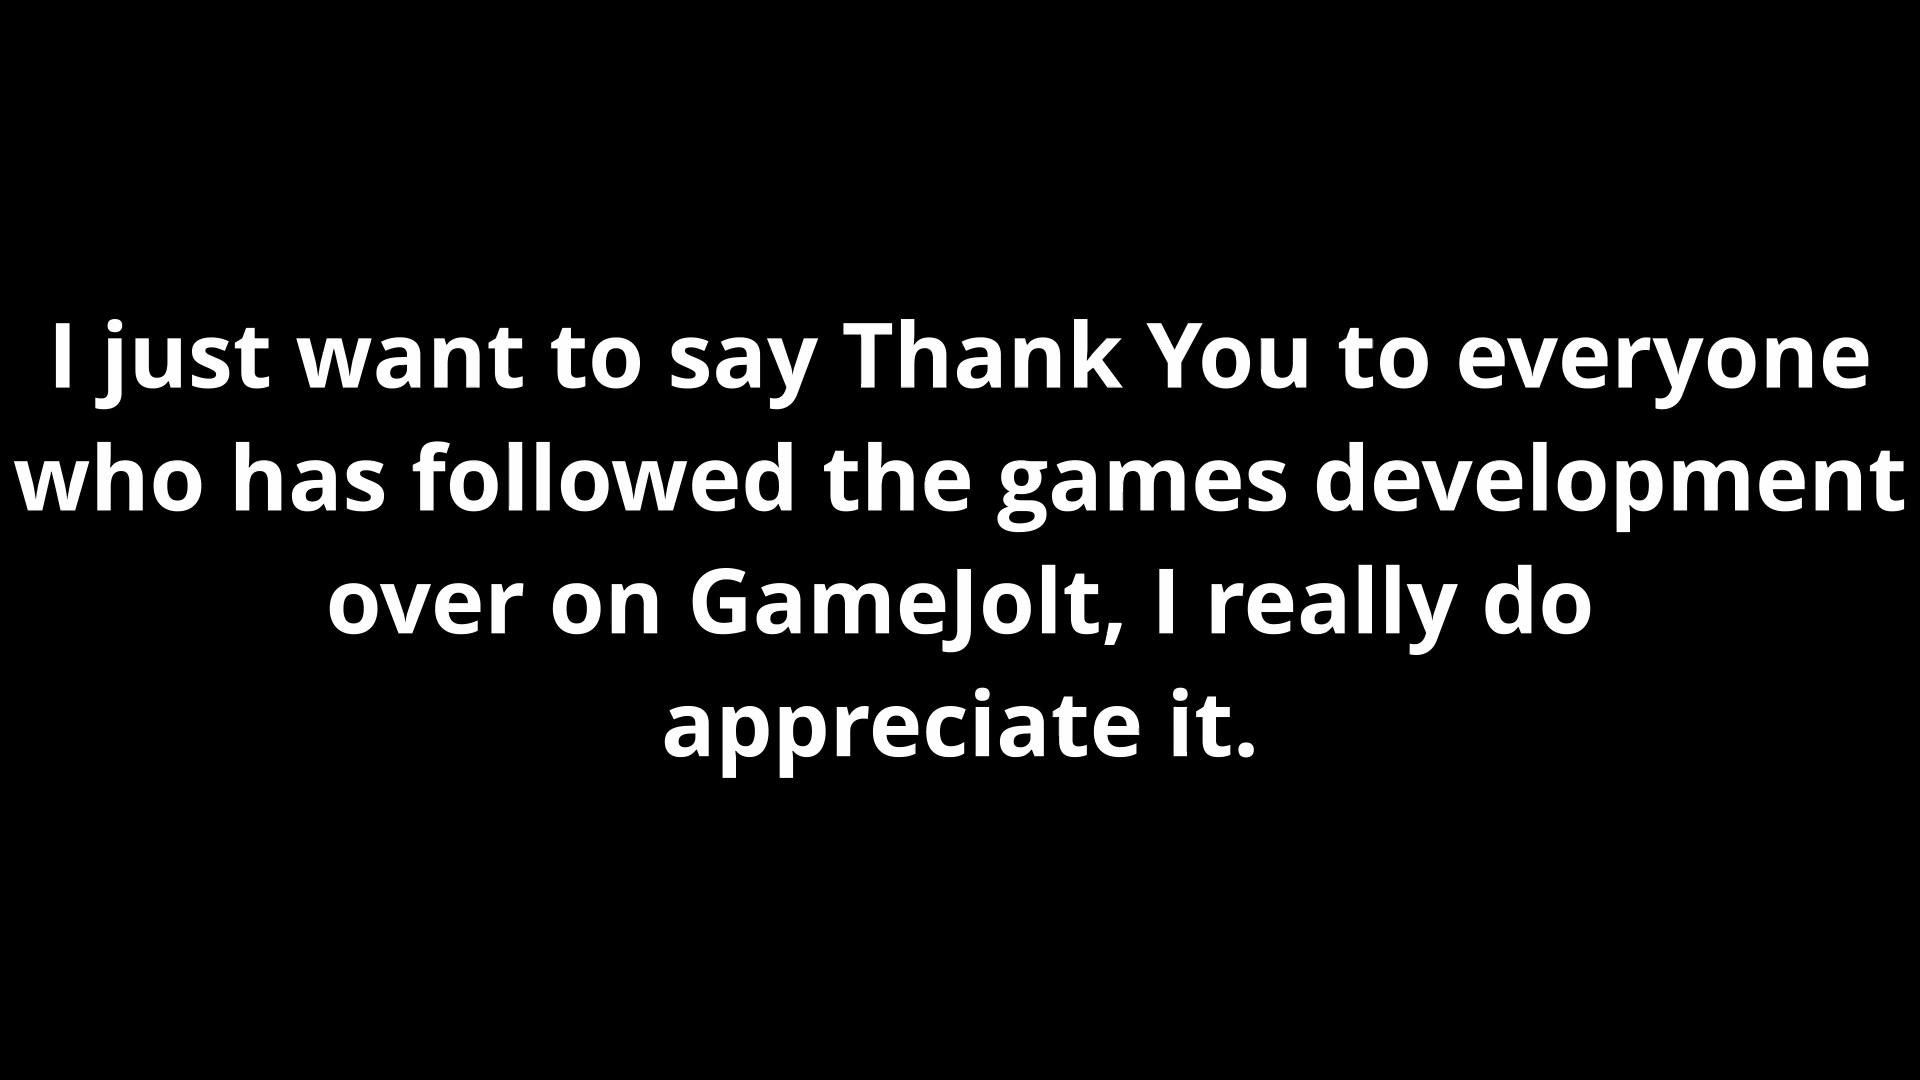 I just want to say Thank You to everyone
who has followed the games development
over on GameJolt, I really do
appreciate it.